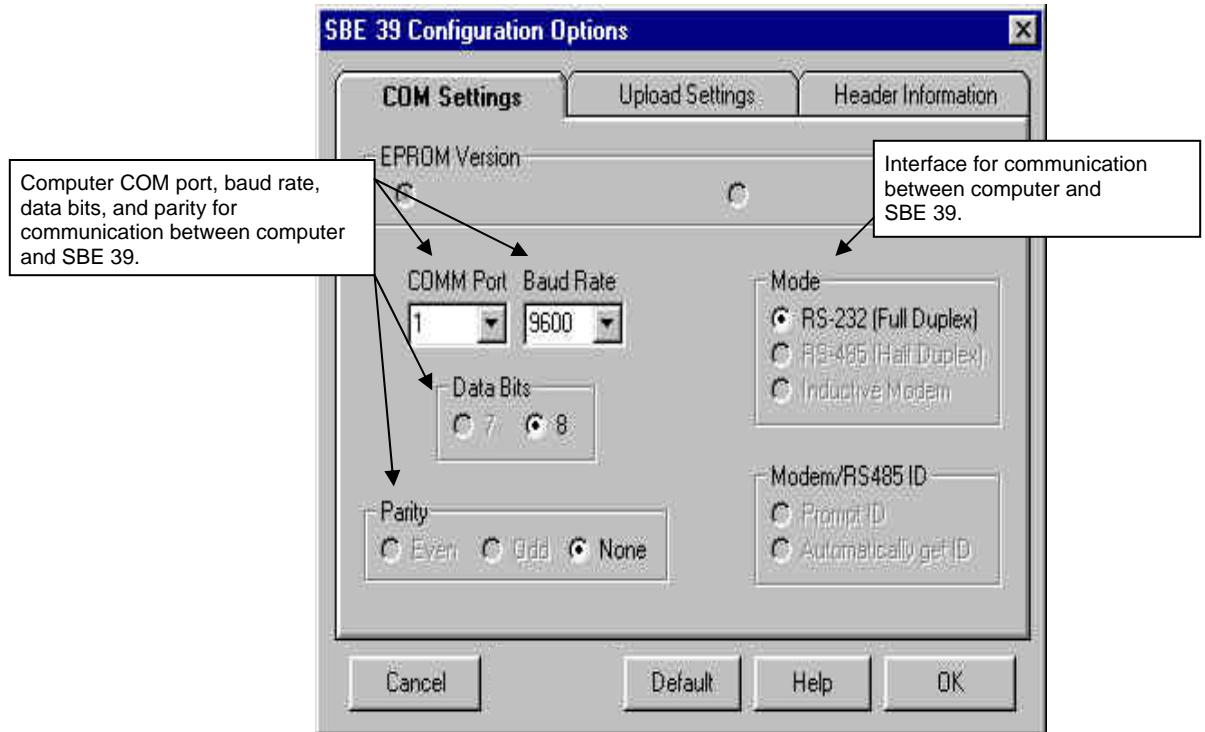 SBE 39 Configuration Options
COM Settings
Upload Settings
Header Information
EPROM Version
Computer COM port, baud rate,
data bits, and parity for
communication between computer
and SBE 39.
Interface for communication
between computer and
SBE 39.
COMM Port
Baud Rate
1
9600
Mode
RS-232 (Full Duplex)
RS-485 (Half Duplex)
Inductive Modem
Data Bits
7
8
Modem/RS485 ID
Prompt ID
Automatically get ID
Parity
Even
Odd
None
Cancel
Default
Help
OK